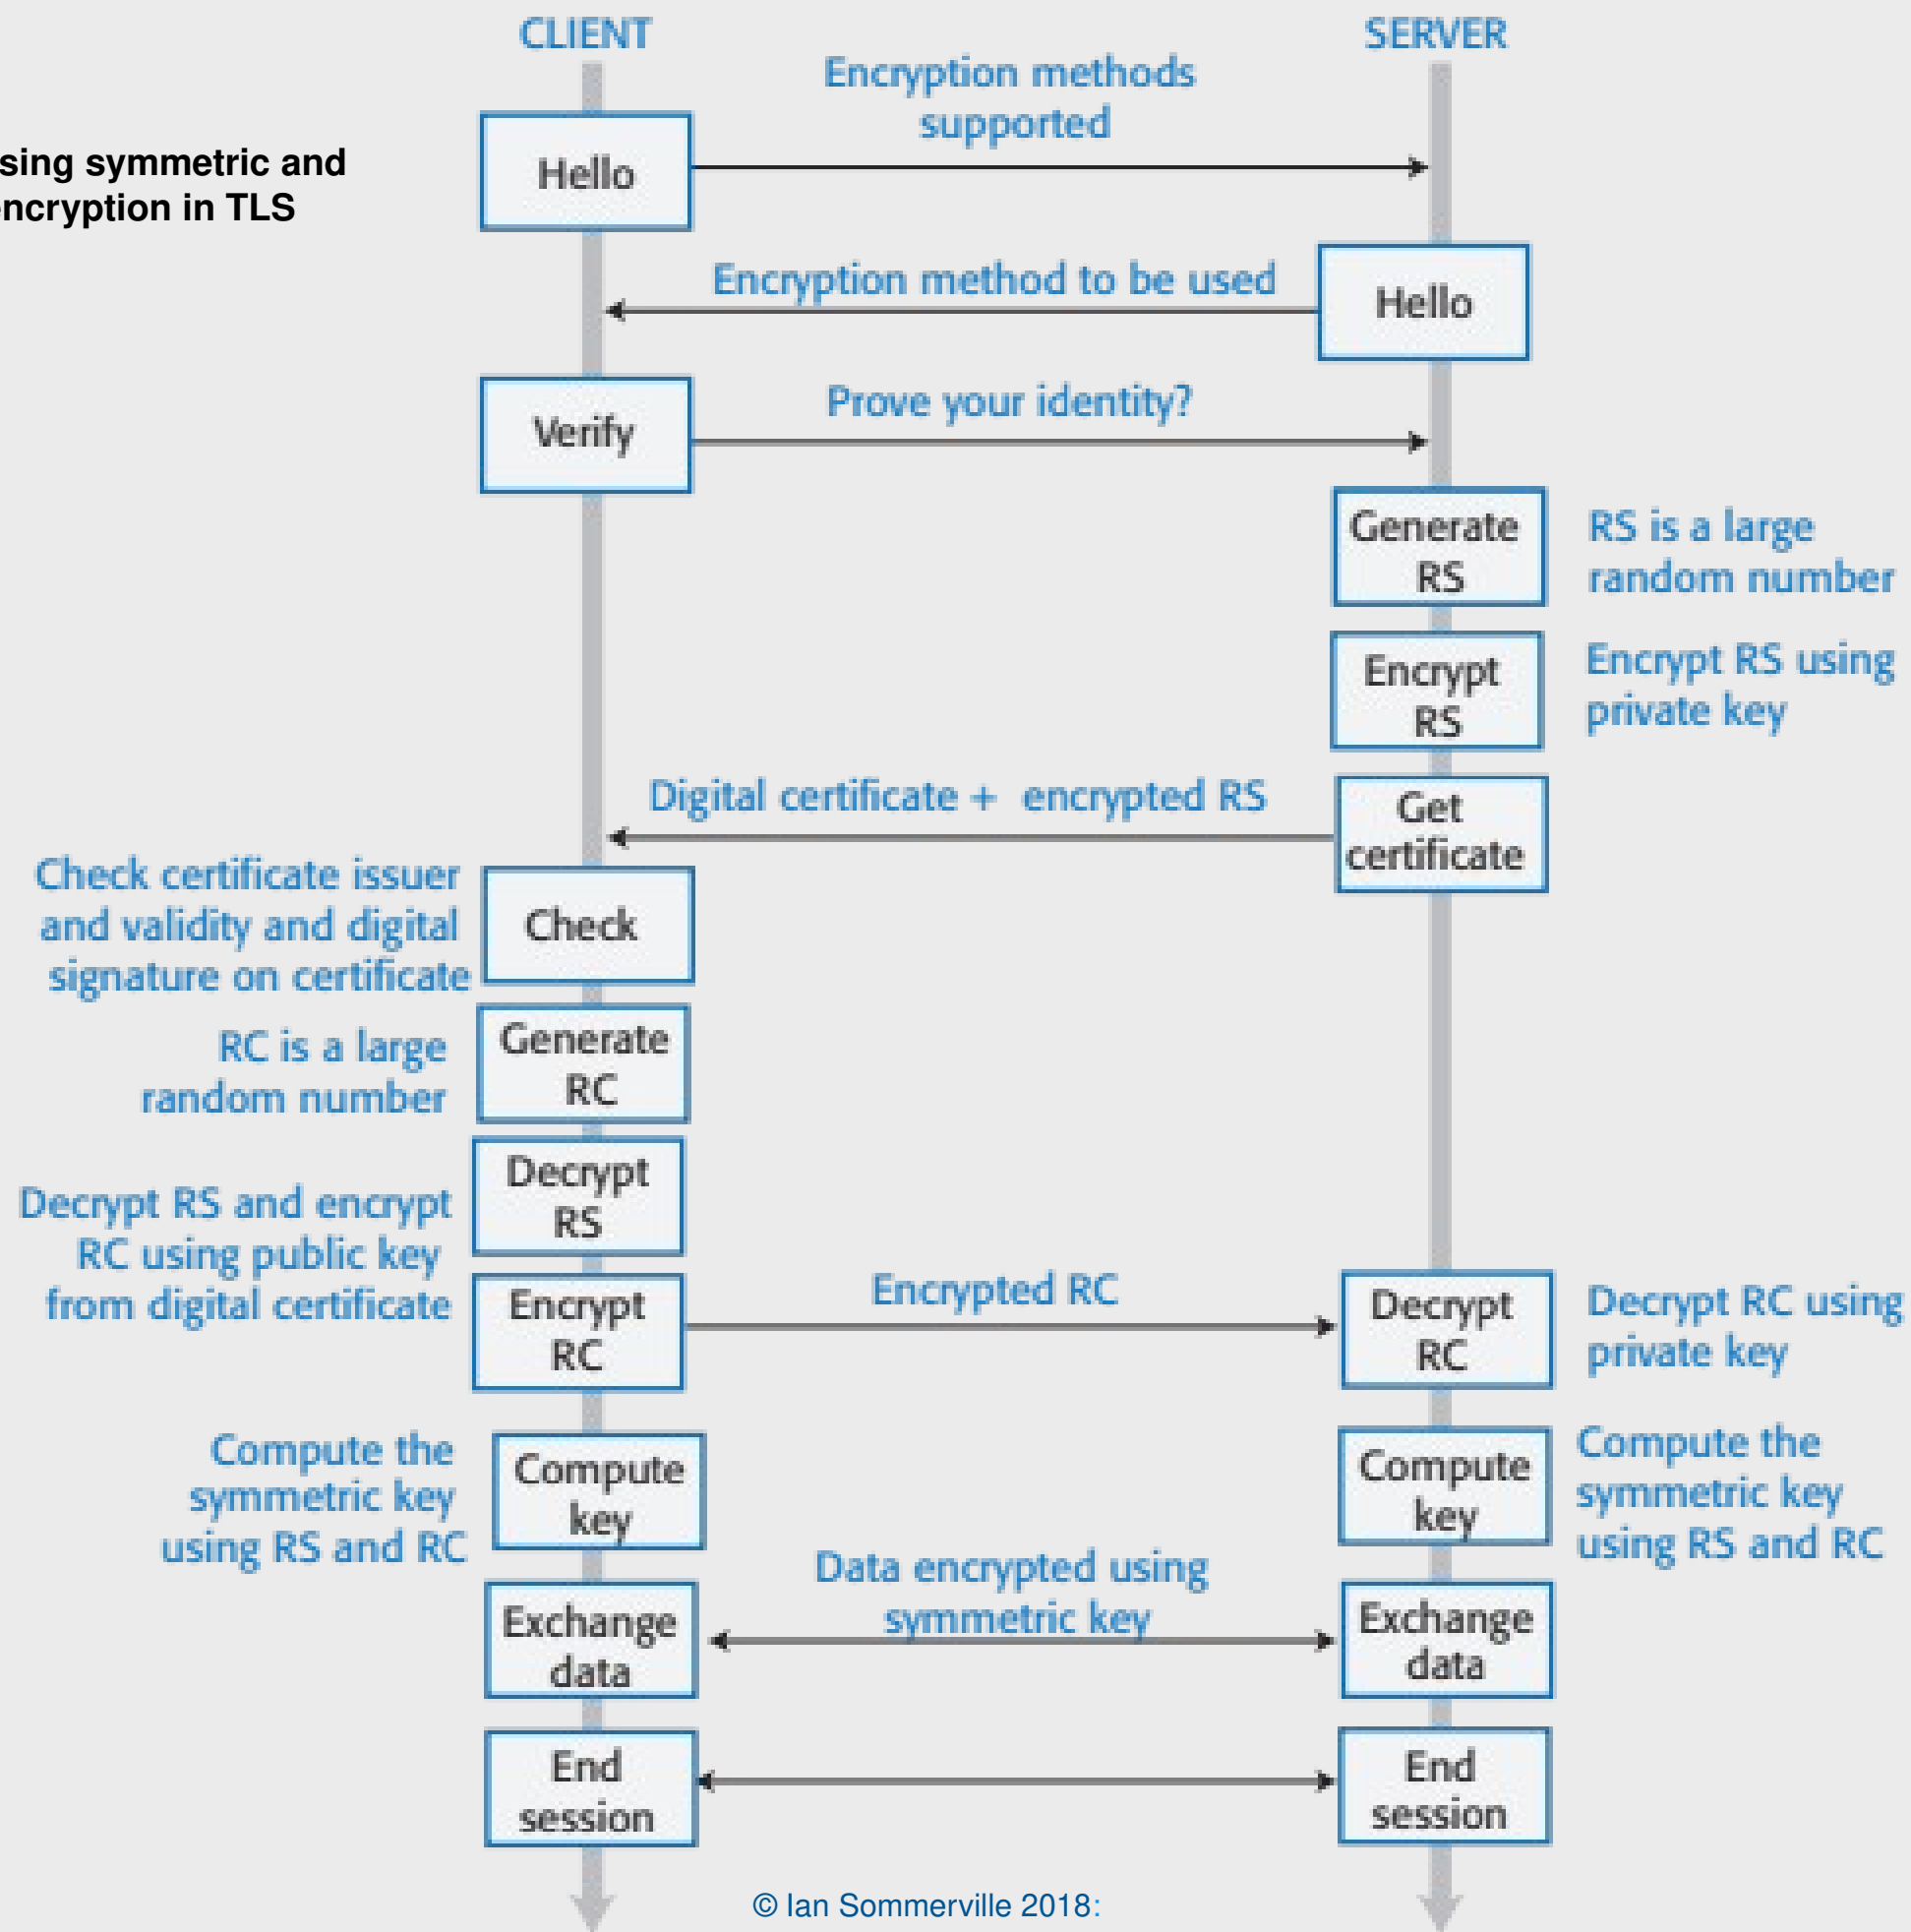 CLIENT
SERVER
Encryption methods
supported
sing symmetric and
encryption in TLS
Hello
Encryption method to be used
Hello
Verify
Prove your identity?
Generate
RS
RS is a large
random number
Encrypt
RS
Encrypt RS using
private key
Digital certificate + encrypted RS
Get
certificate
Check certificate issuer
and validity and digital
signature on certificate
Check
RC is a large
random number
Generate
RC
Decrypt
RS
Decrypt RS and encrypt
RC using public key
from digital certificate
Encrypt
RC
Encrypted RC
Decrypt
RC
Decrypt RC using
private key
Compute the
symmetric key
using RS and RC
Compute
key
Compute
key
Compute the
symmetric key
using RS and RC
Data encrypted using
symmetric key
Exchange
data
Exchange
data
End
session
End
session
© Ian Sommerville 2018: